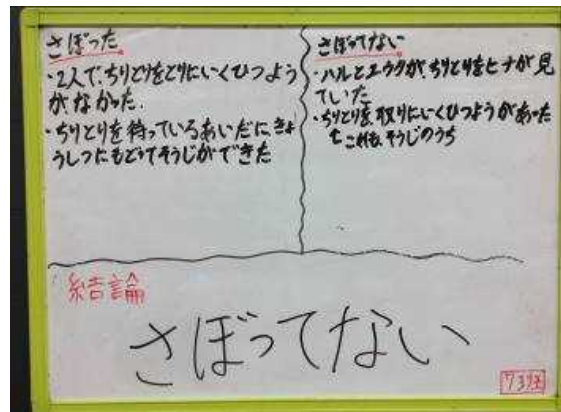 さぼった
・2人で、ちりとりをとりにいくひつよう
がなかった.
・ちりとりを待っているあいだにきょ
うしつにもどってそうじができた
さぼってない
・ハルとユウタが、ちりとりをヒナが見
ていた
・ちりとりを取りにいくひつようがあった
これも、そうじのうち
結論
さぼってない